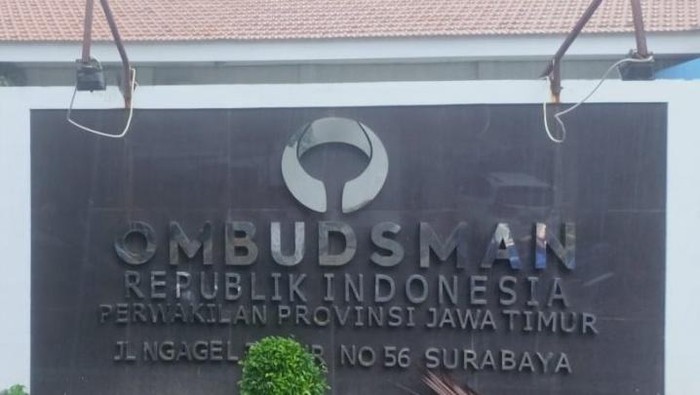 OMBUDSMAN
REPUBLIK INDONESIA
PERWAKILAN PROVINSI JAWA TIMUR
JL NGAGEL NO 56 SURABAYA